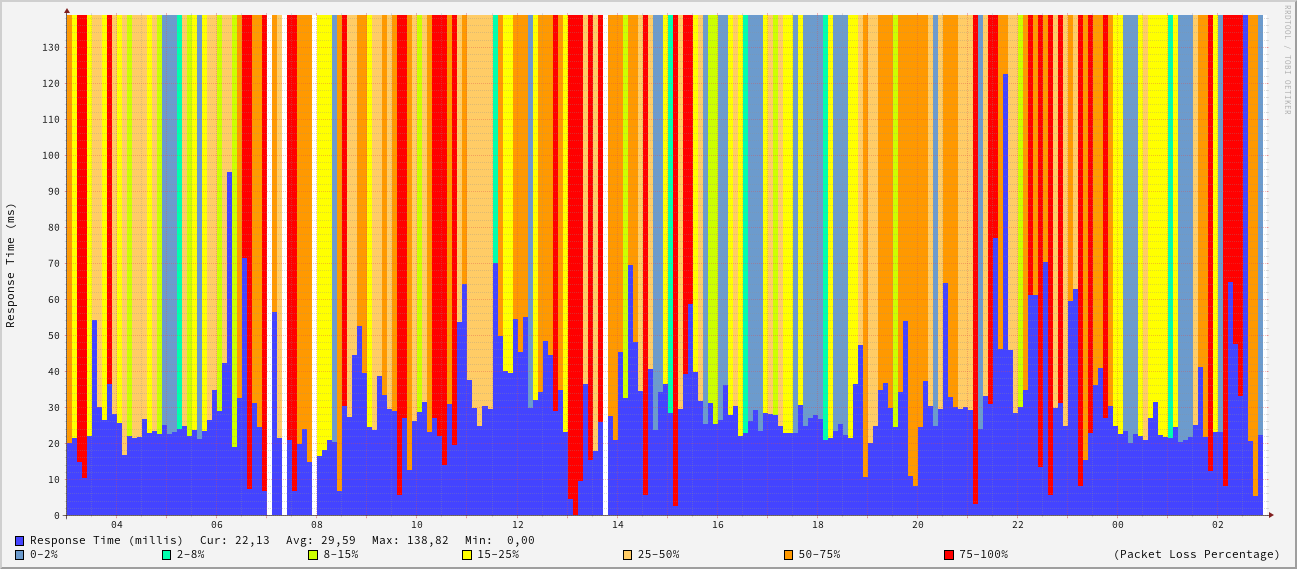 RRDTOOL / TOBI OETIKER
Response Time (ms)
130
120
110
100
90
80
70
60
50
40
30
20
10
0
04 06 08 10 12 14 16 18 20 22 00 02
Response Time (millis) Cur: 22,13 Avg: 29,59 Max: 138,82 Min: 0,00
0-2% 2-8% 8-15% 15-25% 25-50% 50-75% 75-100% (Packet Loss Percentage)